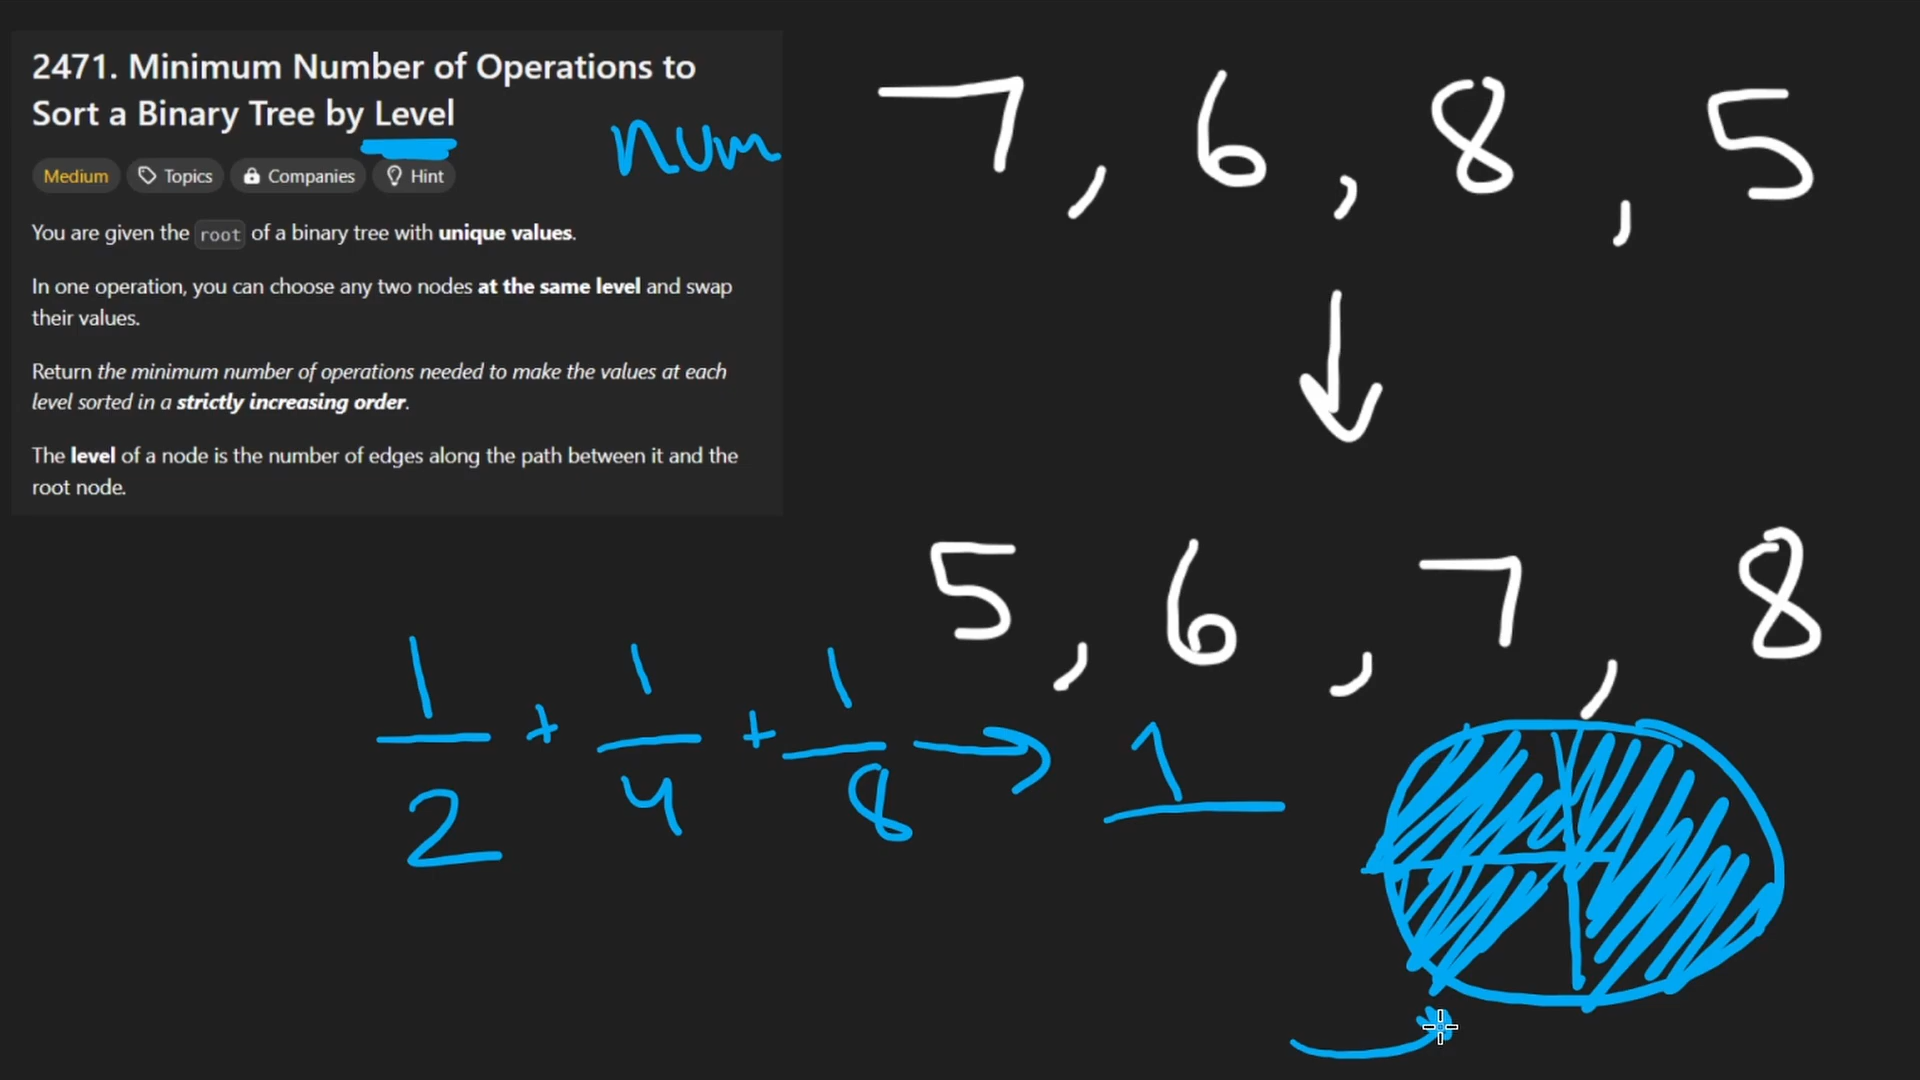 2471. Minimum Number of Operations to
Sort a Binary Tree by Level
num
Medium Topics Companies Hint
You are given the root of a binary tree with unique values.
In one operation, you can choose any two nodes at the same level and swap
their values.
Return the minimum number of operations needed to make the values at each
level sorted in a strictly increasing order.
The level of a node is the number of edges along the path between it and the
root node.
7, 6, 8, 5
↓
5, 6, 7, 8
1/2 + 1/4 + 1/8 → 1